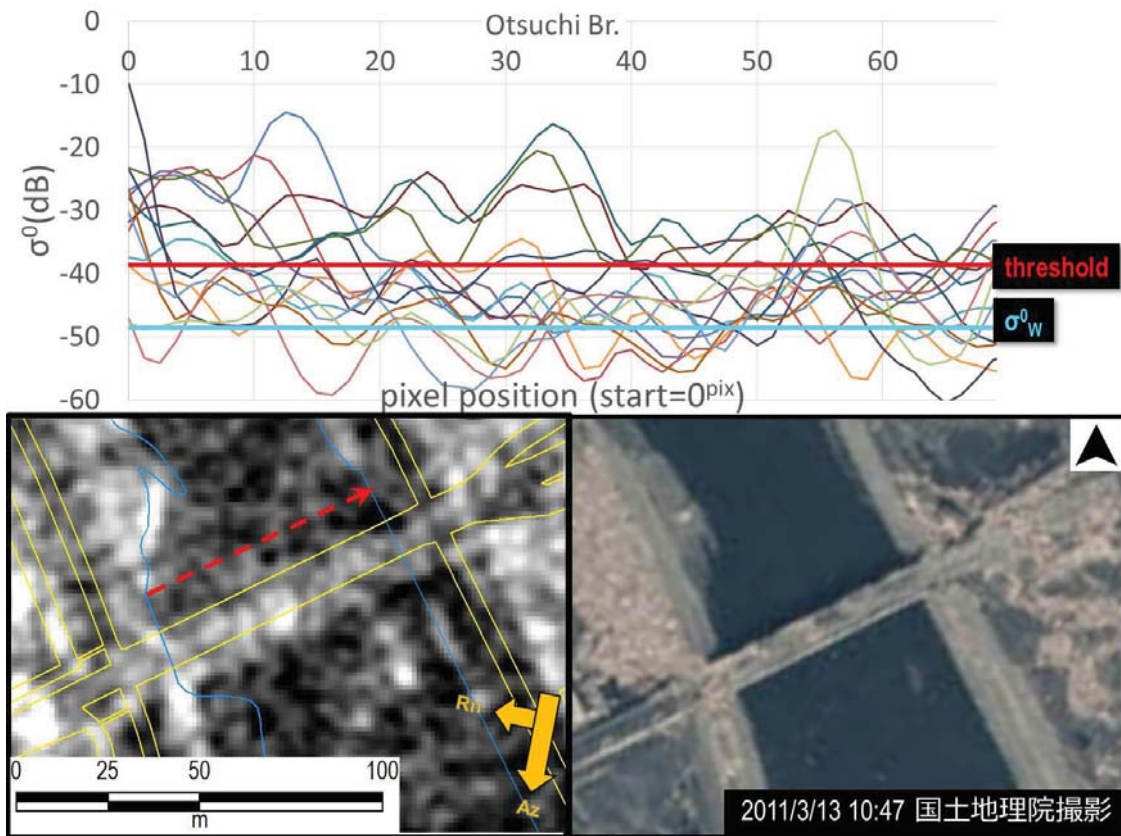 Otsuchi Br.
0
0 10 20 30 40 50 60
-10
-20
-30
-40
-50
-60
σ⁰(dB)
threshold
σ⁰W
pixel position (start=0ᵖⁱˣ)
Rn
Az
0 25 50 100
m
2011/3/13 10:47 国土地理院撮影